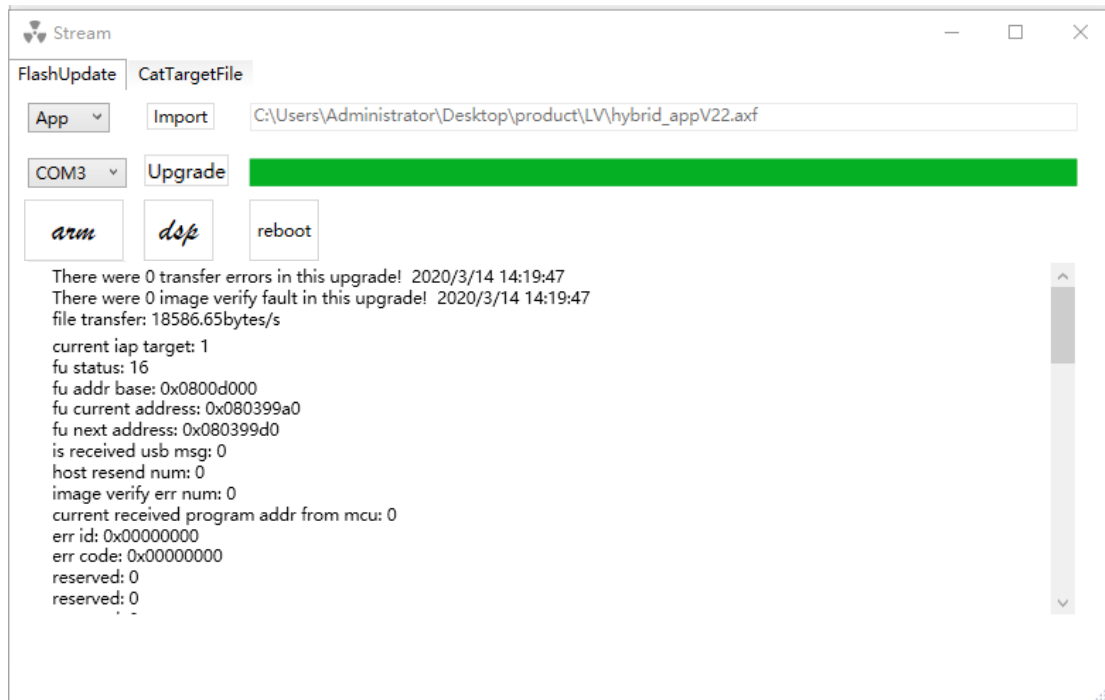 Stream
FlashUpdate CatTargetFile
App Import C:\Users\Administrator\Desktop\product\LV\hybrid_appV22.axf
COM3 Upgrade
arm dsp reboot
There were 0 transfer errors in this upgrade!  2020/3/14 14:19:47
There were 0 image verify fault in this upgrade!  2020/3/14 14:19:47
file transfer: 18586.65bytes/s
current iap target: 1
fu status: 16
fu addr base: 0x0800d000
fu current address: 0x080399a0
fu next address: 0x080399d0
is received usb msg: 0
host resend num: 0
image verify err num: 0
current received program addr from mcu: 0
err id: 0x00000000
err code: 0x00000000
reserved: 0
reserved: 0